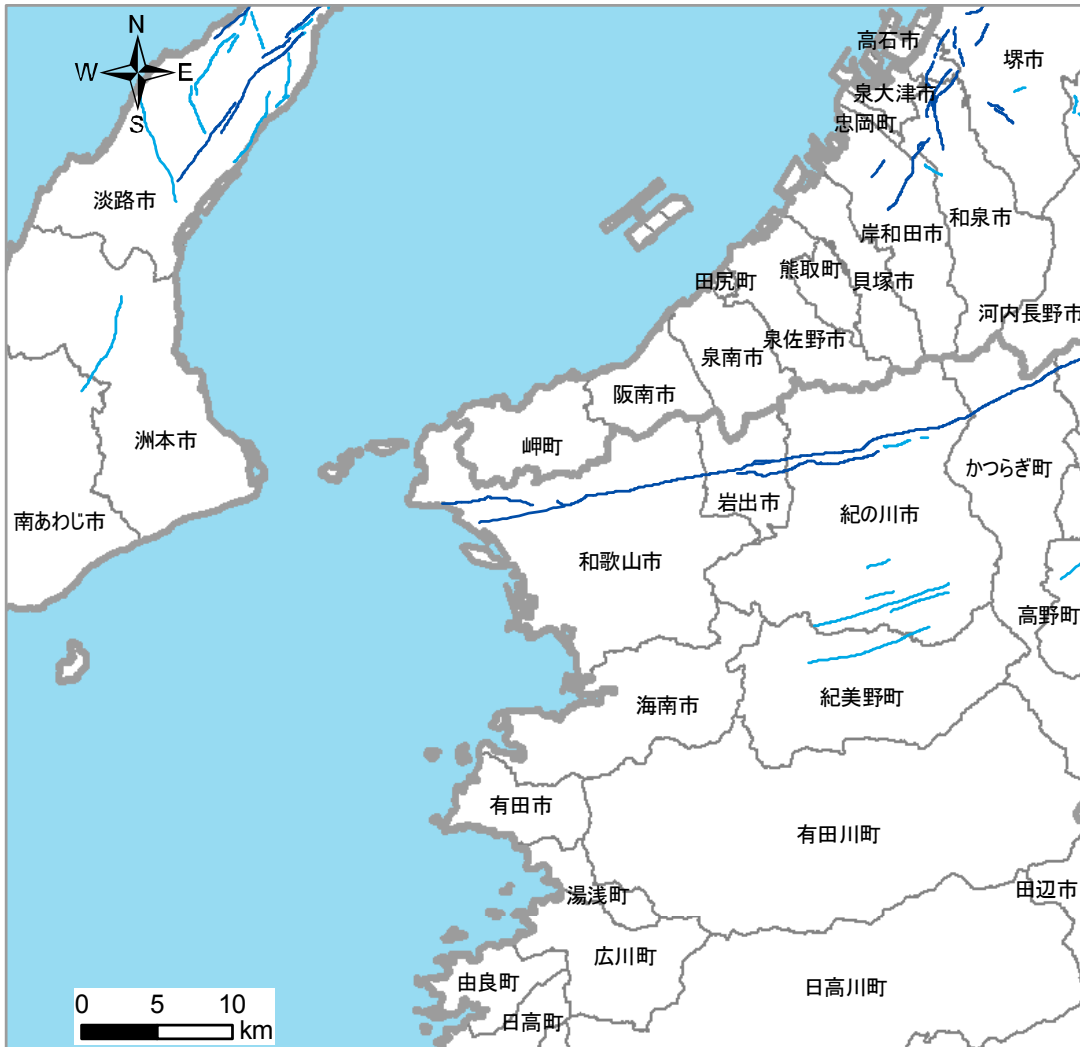 N
W
E
S
高石市
堺市
泉大津市
忠岡町
淡路市
和泉市
岸和田市
熊取町
貝塚市
田尻町
河内長野市
泉佐野市
泉南市
阪南市
洲本市
岬町
かつらぎ町
岩出市
南あわじ市
紀の川市
和歌山市
高野町
海南市
紀美野町
有田市
有田川町
田辺市
湯浅町
広川町
由良町
日高川町
日高町
0 5 10
km